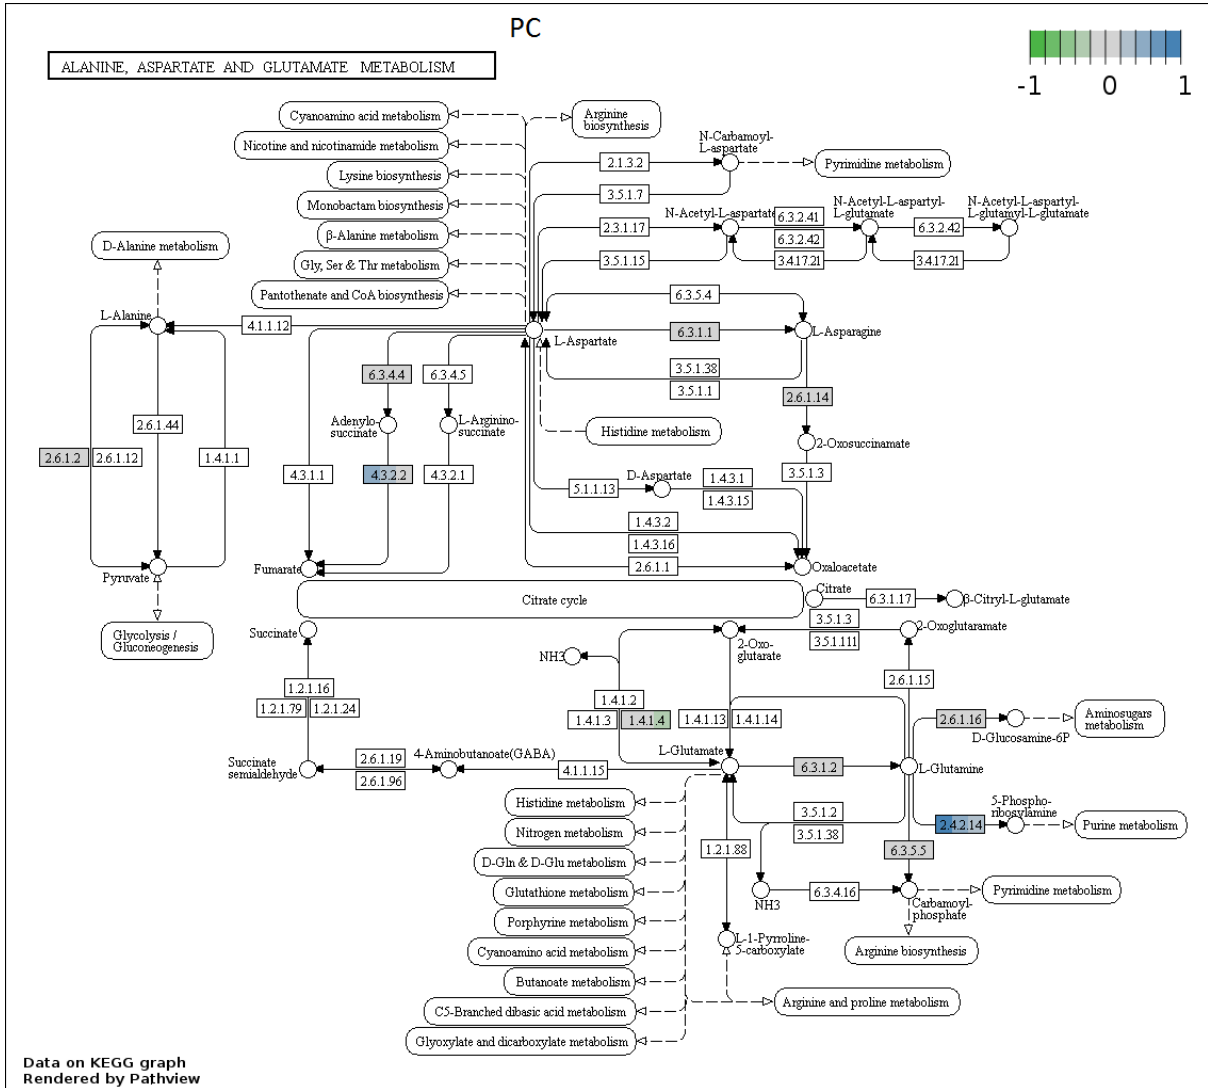 PC
-1 0 1
ALANINE, ASPARTATE AND GLUTAMATE METABOLISM
Cyanoamino acid metabolism
Arginine
biosynthesis
Nicotine and nicotinamide metabolism
N-Carbamoyl-
L-aspartate
2.1.3.2
Pyrimidine metabolism
Lysine biosynthesis
3.5.1.7
Monobactam biosynthesis
N-Acetyl-L-aspartate
6.3.2.41
N-Acetyl-L-aspartyl-
L-glutamate
N-Acetyl-L-aspartyl-
L-glutamyl-L-glutamate
2.3.1.17
6.3.2.42
6.3.2.42
β-Alanine metabolism
D-Alanine metabolism
3.5.1.15
3.4.17.21
3.4.17.21
Gly, Ser & Thr metabolism
Pantothenate and CoA biosynthesis
6.3.5.4
L-Alanine
4.1.1.12
L-Aspartate
6.3.1.1
L-Asparagine
3.5.1.38
3.5.1.1
6.3.4.4
6.3.4.5
2.6.1.14
Adenylo-
succinate
L-Arginino-
succinate
2.6.1.44
Histidine metabolism
2-Oxosuccinamate
2.6.1.2
2.6.1.12
1.4.1.1
4.3.1.1
4.3.2.2
4.3.2.1
D-Aspartate
5.1.1.13
1.4.3.1
1.4.3.15
3.5.1.3
1.4.3.2
1.4.3.16
2.6.1.1
Pyruvate
Fumarate
Oxaloacetate
Citrate cycle
Citrate
6.3.1.17
β-Citryl-L-glutamate
Glycolysis /
Gluconeogenesis
Succinate
3.5.1.3
3.5.1.111
2-Oxoglutaramate
2-Oxo-
glutarate
NH3
1.2.1.16
1.2.1.79
1.2.1.24
1.4.1.2
1.4.1.3
1.4.1.4
1.4.1.13
1.4.1.14
2.6.1.15
2.6.1.16
Aminosugars
metabolism
D-Glucosamine-6P
Succinate
semialdehyde
2.6.1.19
2.6.1.96
4-Aminobutanoate(GABA)
4.1.1.15
L-Glutamate
6.3.1.2
L-Glutamine
Histidine metabolism
3.5.1.2
3.5.1.38
5-Phospho-
ribosylamine
2.4.2.14
Purine metabolism
Nitrogen metabolism
1.2.1.88
6.3.5.5
D-Gln & D-Glu metabolism
Glutathione metabolism
NH3
6.3.4.16
Carbamoyl-
phosphate
Pyrimidine metabolism
Porphyrine metabolism
L-1-Pyrroline-
5-carboxylate
Arginine biosynthesis
Cyanoamino acid metabolism
Butanoate metabolism
C5-Branched dibasic acid metabolism
Arginine and proline metabolism
Glyoxylate and dicarboxylate metabolism
Data on KEGG graph
Rendered by Pathview